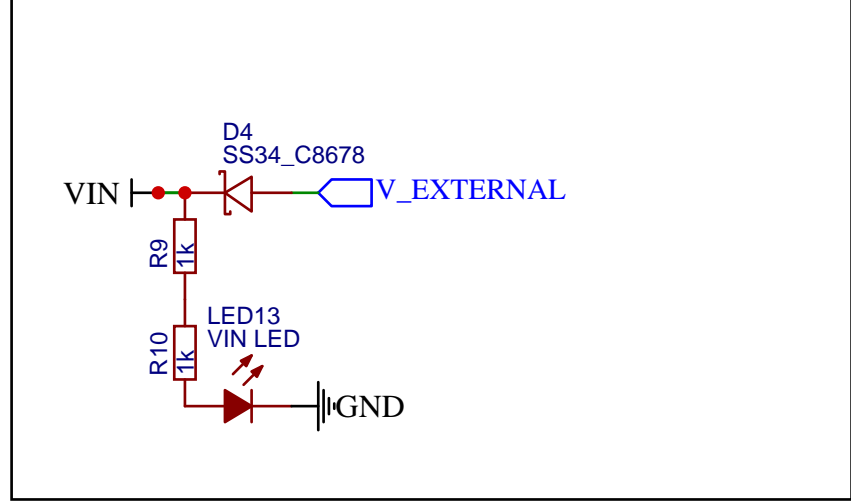 D4
SS34_C8678
VIN
V_EXTERNAL
R9
1k
LED13
VIN LED
R10
1k
GND